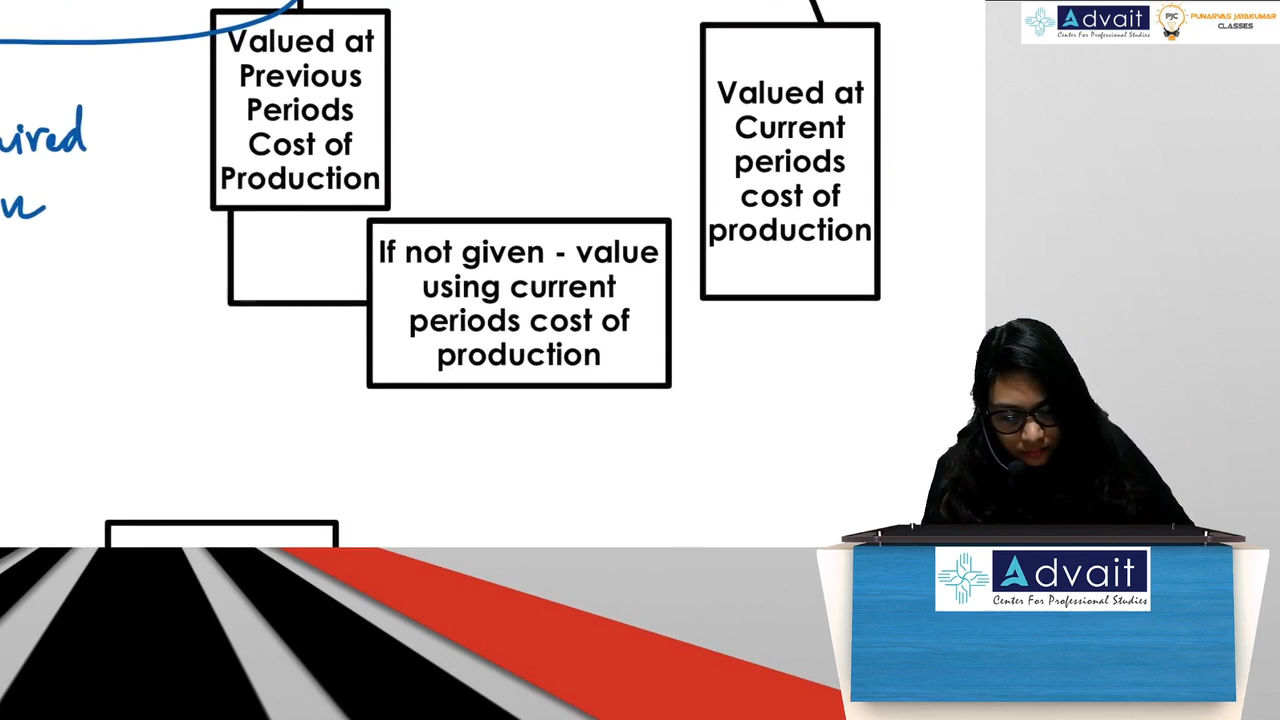 Valued at
Previous
Periods
Cost of
Production
If not given - value
using current
periods cost of
production
Valued at
Current
periods
cost of
production
Advait
Center For Professional Studies
PJC
PUNARVAS JAYAKUMAR
CLASSES
Advait
Center For Professional Studies